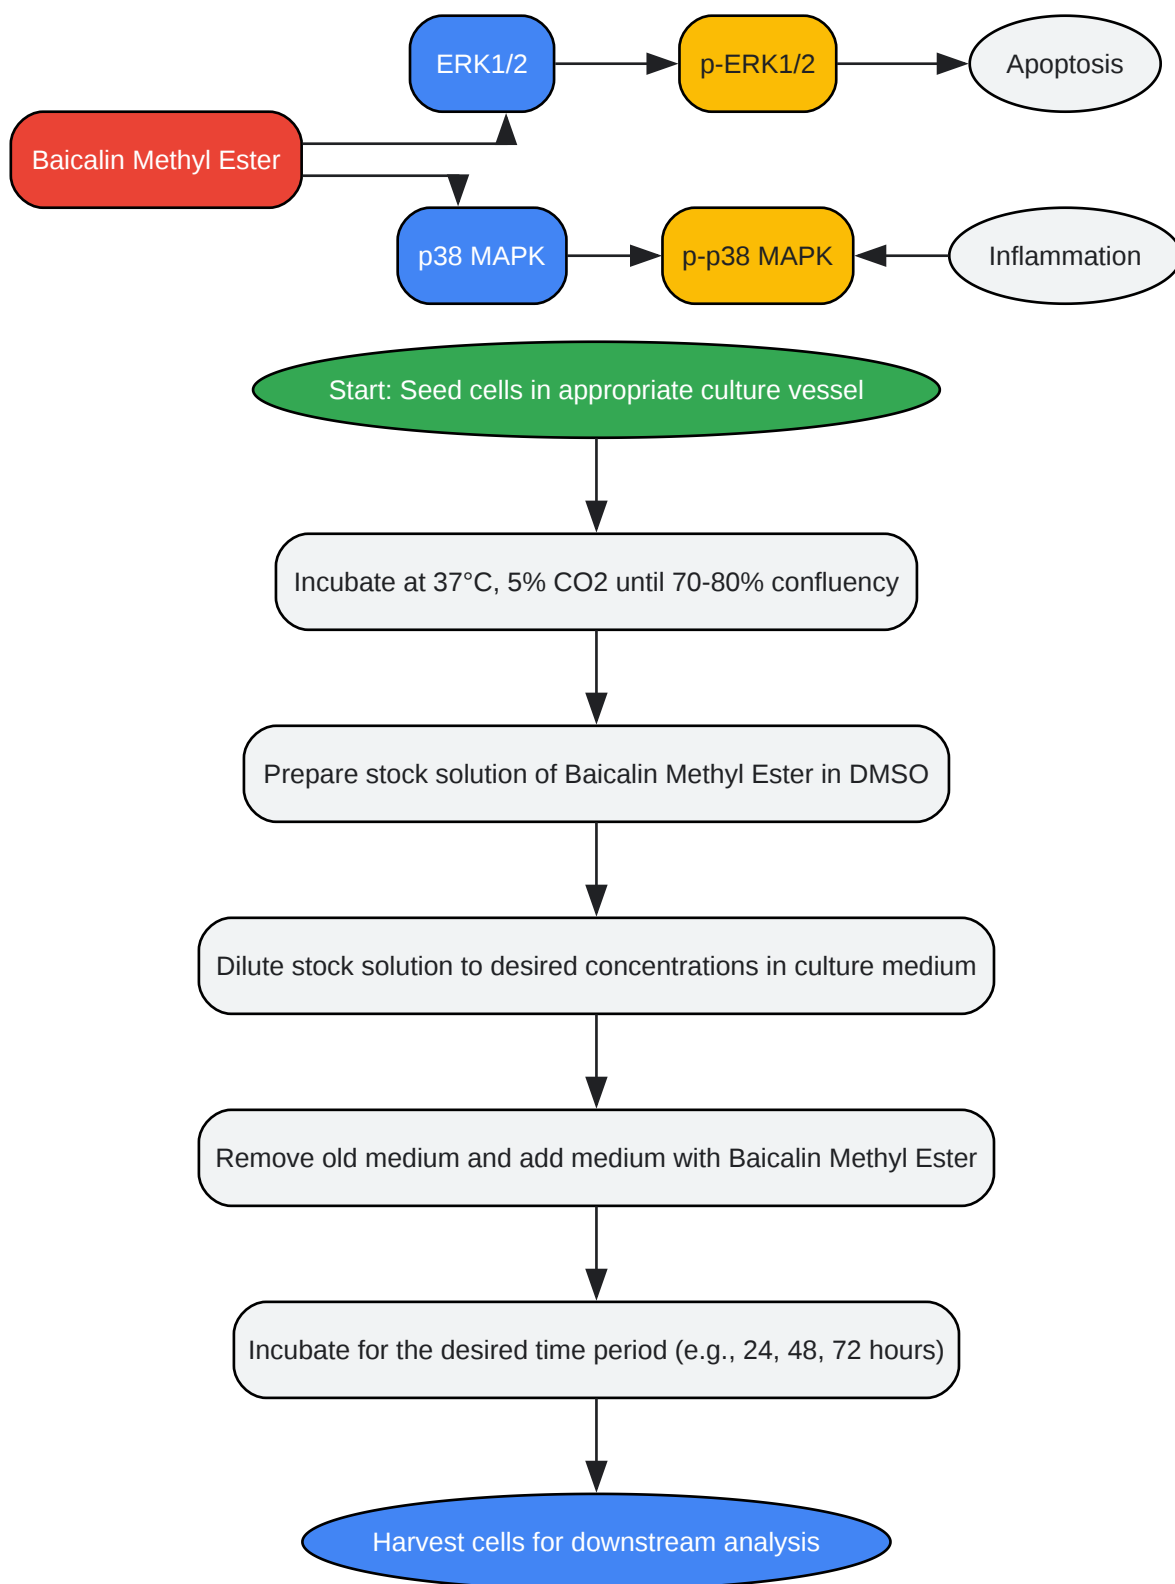 ERK1/2
p-ERK1/2
Apoptosis
Baicalin Methyl Ester
p38 MAPK
p-p38 MAPK
Inflammation
Start: Seed cells in appropriate culture vessel
Incubate at 37°C, 5% CO2 until 70-80% confluency
Prepare stock solution of Baicalin Methyl Ester in DMSO
Dilute stock solution to desired concentrations in culture medium
Remove old medium and add medium with Baicalin Methyl Ester
Incubate for the desired time period (e.g., 24, 48, 72 hours)
Harvest cells for downstream analysis